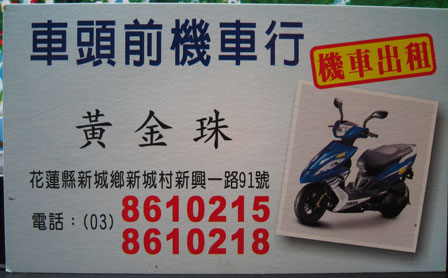 車頭前機車行
機車出租
黃金珠
花蓮縣新城鄉新城村新興一路91號
電話：(03) 8610215
8610218